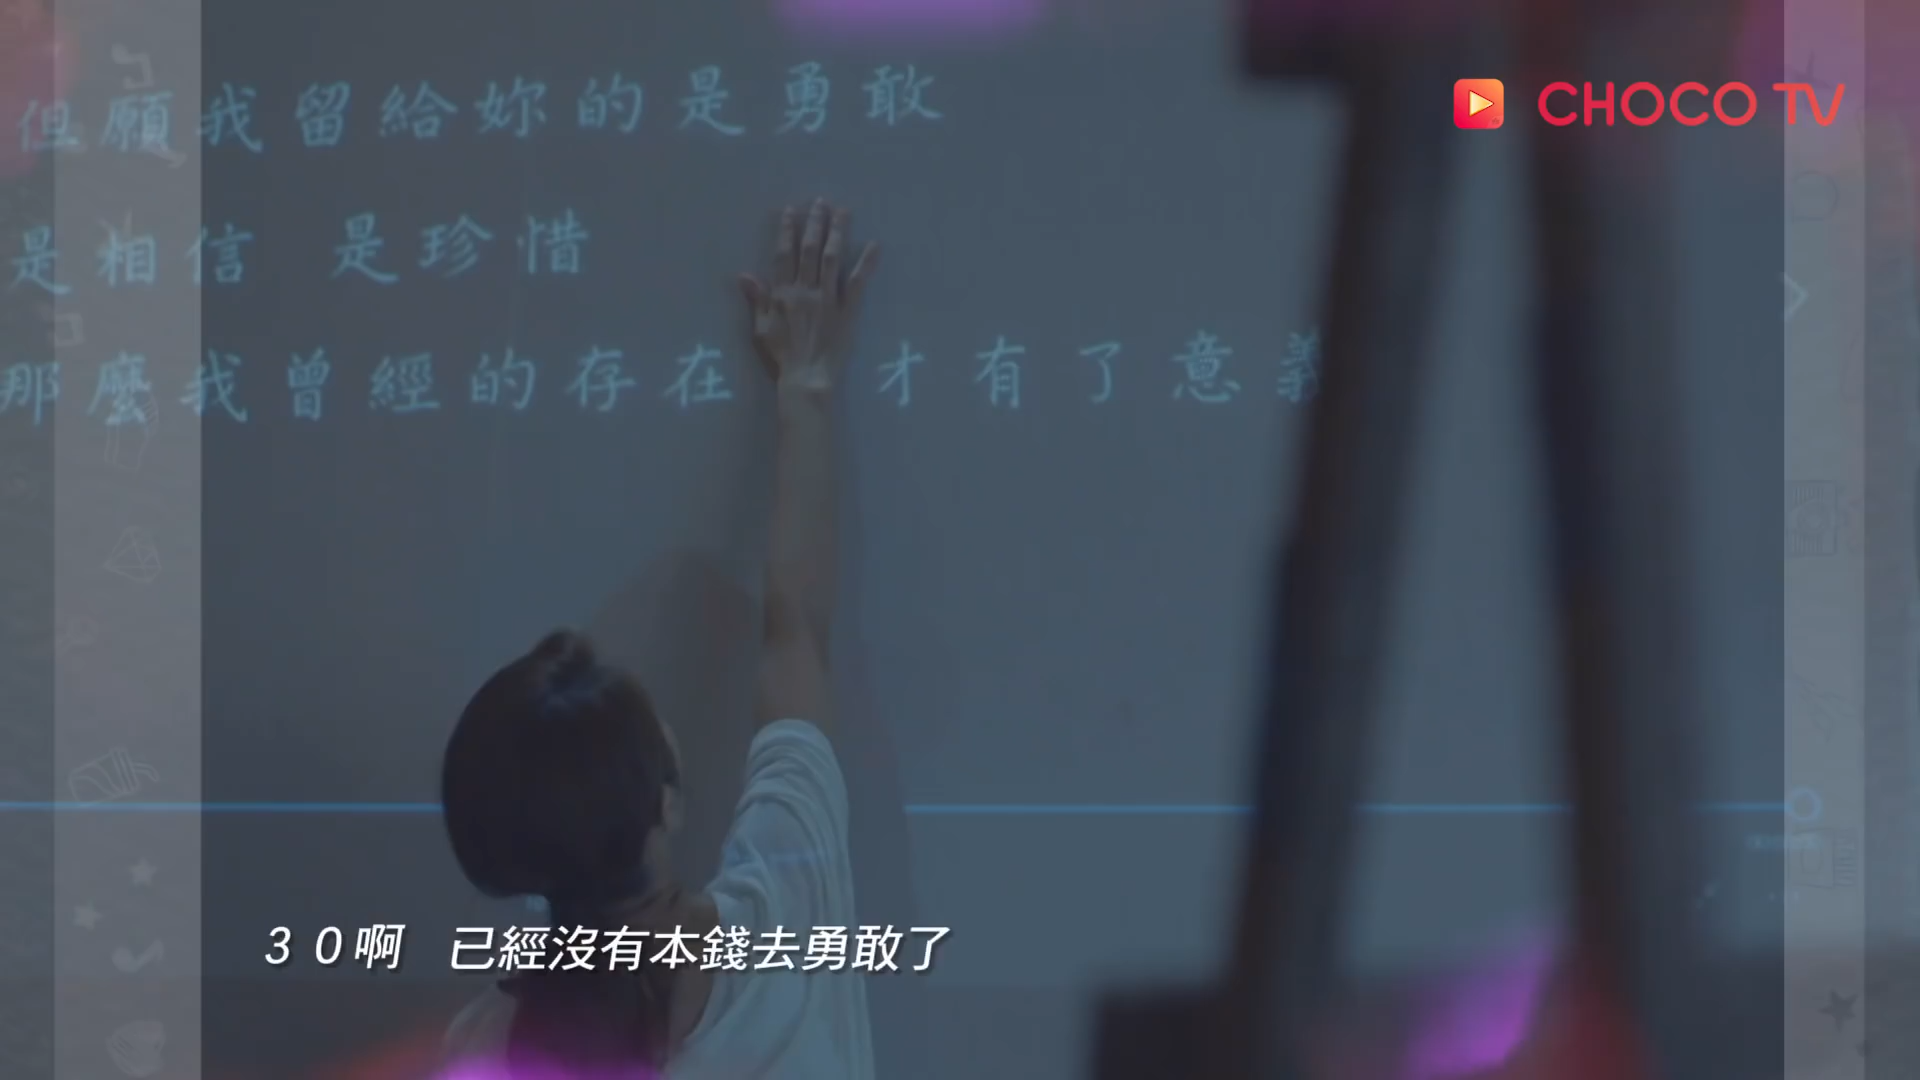 CHOCO TV
但願我留給妳的是勇敢
是相信 是珍惜
那麼我曾經的存在 才有了意義
30啊 已經沒有本錢去勇敢了